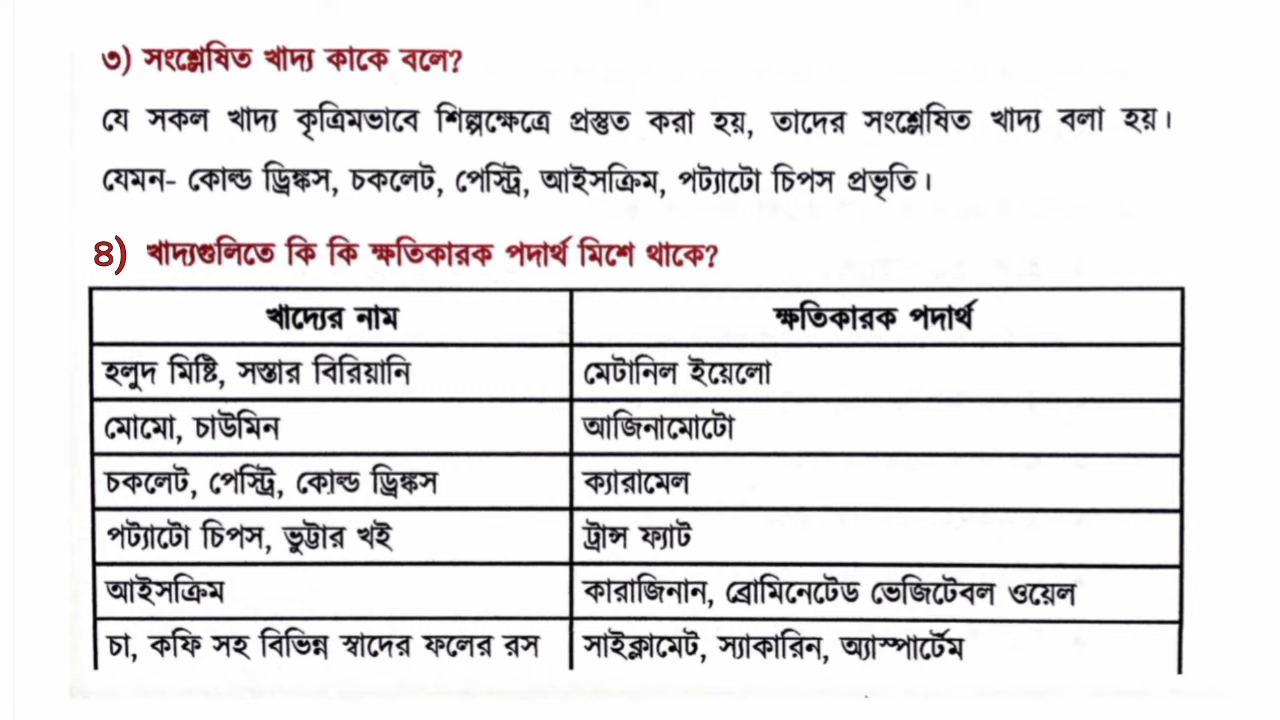 ৩) সংশ্লেষিত খাদ্য কাকে বলে?
যে সকল খাদ্য কৃত্রিমভাবে শিল্পক্ষেত্রে প্রস্তুত করা হয়, তাদের সংশ্লেষিত খাদ্য বলা হয়।
যেমন- কোল্ড ড্রিঙ্কস, চকলেট, পেস্ট্রি, আইসক্রিম, পট্যাটো চিপস প্রভৃতি।
৪) খাদ্যগুলিতে কি কি ক্ষতিকারক পদার্থ মিশে থাকে?
খাদ্যের নাম ক্ষতিকারক পদার্থ
হলুদ মিষ্টি, সস্তার বিরিয়ানি মেটানিল ইয়েলো
মোমো, চাউমিন আজিনামোটো
চকলেট, পেস্ট্রি, কোল্ড ড্রিঙ্কস ক্যারামেল
পট্যাটো চিপস, ভুট্টার খই ট্রান্স ফ্যাট
আইসক্রিম কারাজিনান, ব্রোমিনেটেড ভেজিটেবল ওয়েল
চা, কফি সহ বিভিন্ন স্বাদের ফলের রস সাইক্লামেট, স্যাকারিন, অ্যাস্পার্টেম